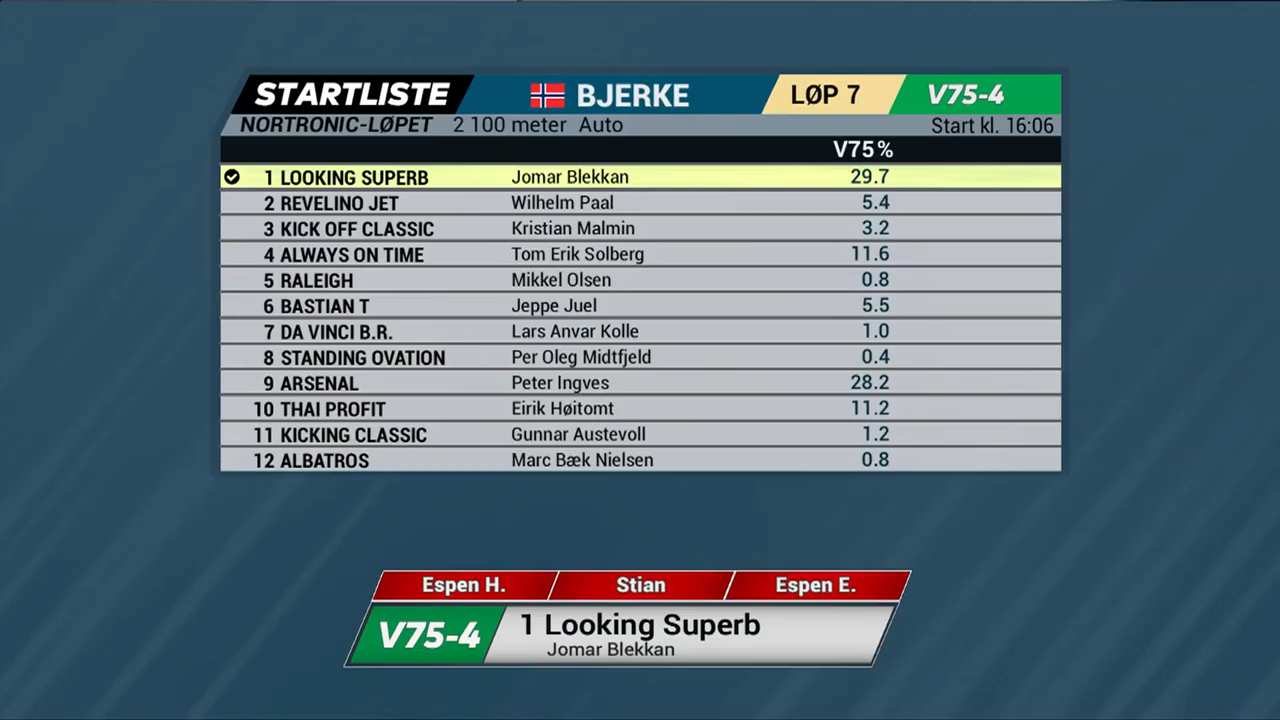 STARTLISTE BJERKE LØP 7 V75-4
NORTRONIC-LØPET 2 100 meter Auto Start kl. 16:06
V75%
1 LOOKING SUPERB Jomar Blekkan 29.7
2 REVELINO JET Wilhelm Paal 5.4
3 KICK OFF CLASSIC Kristian Malmin 3.2
4 ALWAYS ON TIME Tom Erik Solberg 11.6
5 RALEIGH Mikkel Olsen 0.8
6 BASTIAN T Jeppe Juel 5.5
7 DA VINCI B.R. Lars Anvar Kolle 1.0
8 STANDING OVATION Per Oleg Midtfjeld 0.4
9 ARSENAL Peter Ingves 28.2
10 THAI PROFIT Eirik Høitomt 11.2
11 KICKING CLASSIC Gunnar Austevoll 1.2
12 ALBATROS Marc Bæk Nielsen 0.8
Espen H. Stian Espen E.
V75-4 1 Looking Superb
Jomar Blekkan